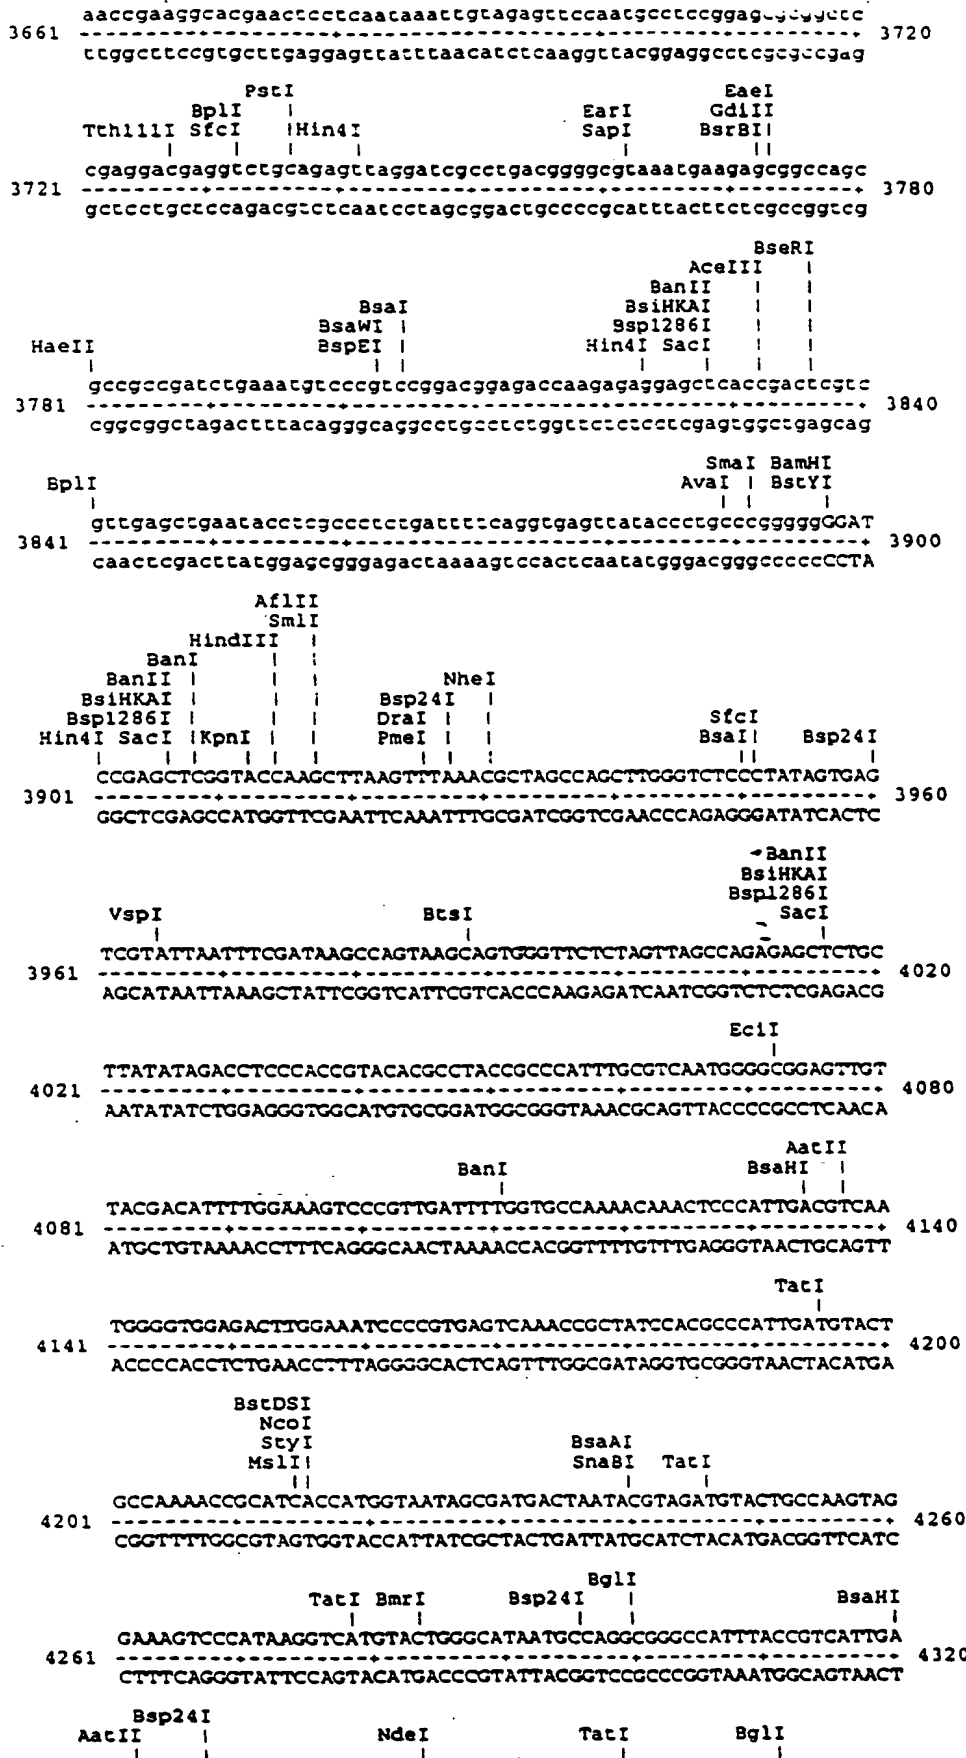 aaccgaaggcacgaactccctcaataaattgtagagttccaatgcctccggag
3661 ---------+---------+---------+---------+---------+---------+ 3720
ttggcttccgtgcttgaggagttatttaacatctcaaggttacggaggcctcgcgccgag
PstI EaeI
BplI | EarI GdiII
Tth111I SfcI |Hin4I SapI BsrBI|
cgaggacgaggtctgcagagttaggatcgcctgacggggcgtaaatgaagagcggccagc
3721 ---------+---------+---------+---------+---------+---------+ 3780
gctcctgctccagacgtctcaatcctagcggactgccccgcatttacttctcgccggtcg
BseRI
AceIII |
BanII | |
BsaI BsiHKAI | |
BsaWI | Bsp1286I | |
HaeII BspEI | Hin4I SacI | |
gccgccgatctgaaatgtcccgtccggacggagaccaagagaggagctcaccgactcgtc
3781 ---------+---------+---------+---------+---------+---------+ 3840
cggcggctagactttacagggcaggcctgcctctggttctctcctcgagtggctgagcag
SmaI BamHI
BplI AvaI | BstYI
gttgagctgaatacctcgccctctgattttcaggtgagttataccctgcccgggggGGAT
3841 ---------+---------+---------+---------+---------+---------+ 3900
caactcgacttatggagcgggagactaaaagtccactcaatatgggacgggcccccCCTA
AflII
SmlI
HindIII |
BanI | |
BanII | | | NheI
BsiHKAI | | | Bsp24I |
Bsp1286I | | | DraI | | SfcI
Hin4I SacI |KpnI | | PmeI | | BsaI| Bsp24I
CCGAGCTCGGTACCAAGCTTAAGTTTAAACGCTAGCCAGCTTGGGTCTCCCTATAGTGAG
3901 ---------+---------+---------+---------+---------+---------+ 3960
GGCTCGAGCCATGGTTCGAATTCAAATTTGCGATCGGTCGAACCCAGAGGGATATCACTC
BanII
BsiHKAI
Bsp1286I
VspI BtsI SacI
TCGTATTAATTTCGATAAGCCAGTAAGCAGTGGGTTCTCTAGTTAGCCAGAGAGCTCTGC
3961 ---------+---------+---------+---------+---------+---------+ 4020
AGCATAATTAAAGCTATTCGGTCATTCGTCACCCAAGAGATCAATCGGTCTCTCGAGACG
EciI
TTATATAGACCTCCCACCGTACACGCCTACCGCCCATTTGCGTCAATGGGGCGGAGTTGT
4021 ---------+---------+---------+---------+---------+---------+ 4080
AATATATCTGGAGGGTGGCATGTGCGGATGGCGGGTAAACGCAGTTACCCCGCCTCAACA
AatII
BanI BsaHI |
TACGACATTTTGGAAAGTCCCGTTGATTTTGGTGCCAAAACAAACTCCCATTGACGTCAA
4081 ---------+---------+---------+---------+---------+---------+ 4140
ATGCTGTAAAACCTTTCAGGGCAACTAAAACCACGGTTTTGTTTGAGGGTAACTGCAGTT
TatI
TGGGGTGGAGACTTGGAAATCCCCGTGAGTCAAACCGCTATCCACGCCCATTGATGTACT
4141 ---------+---------+---------+---------+---------+---------+ 4200
ACCCCACCTCTGAACCTTTAGGGGCACTCAGTTTGGCGATAGGTGCGGGTAACTACATGA
BstDSI
NcoI
StyI BsaAI
MslI| SnaBI TatI
GCCAAAACCGCATCACCATGGTAATAGCGATGACTAATACGTAGATGTACTGCCAAGTAG
4201 ---------+---------+---------+---------+---------+---------+ 4260
CGGTTTTGGCGTAGTGGTACCATTATCGCTACTGATTATGCATCTACATGACGGTTCATC
BglI
TatI BmrI Bsp24I | BsaHI
GAAAGTCCCATAAGGTCATGTACTGGGCATAATGCCAGGCGGGCCATTTACCGTCATTGA
4261 ---------+---------+---------+---------+---------+---------+ 4320
CTTTCAGGGTATTCCAGTACATGACCCGTATTACGGTCCGCCCGGTAAATGGCAGTAACT
Bsp24I
AatII | NdeI TatI BglI